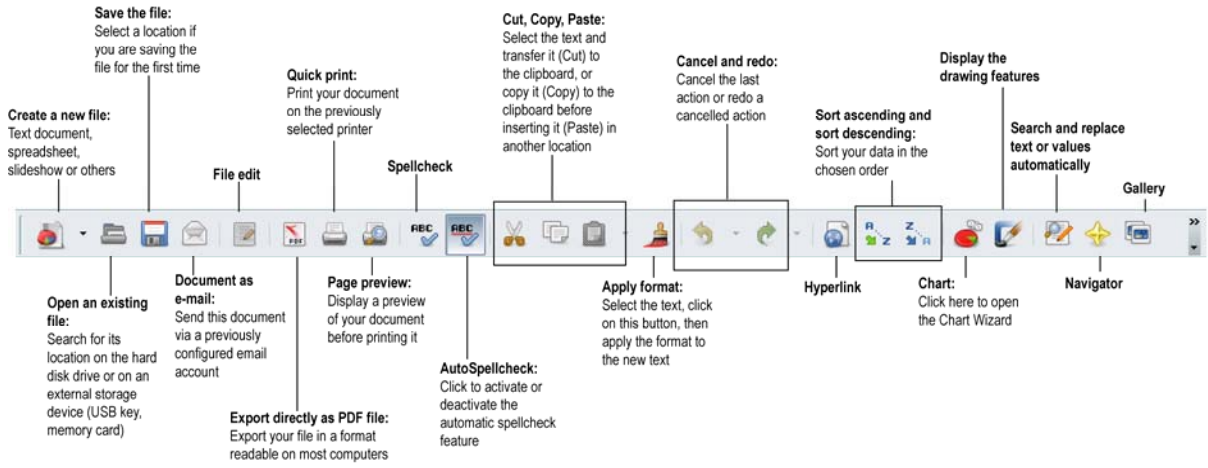 Save the file:
Select a location if
you are saving the
file for the first time
Cut, Copy, Paste:
Select the text and
transfer it (Cut) to
the clipboard, or
copy it (Copy) to the
clipboard before
inserting it (Paste) in
another location
Cancel and redo:
Cancel the last
action or redo a
cancelled action
Display the
drawing features
Quick print:
Print your document
on the previously
selected printer
Create a new file:
Text document,
spreadsheet,
slideshow or others
Sort ascending and
sort descending:
Sort your data in the
chosen order
Search and replace
text or values
automatically
File edit
Spellcheck
Gallery
PDF
ABC
ABC
A
Z
Z
A
Open an existing
file:
Search for its
location on the hard
disk drive or on an
external storage
device (USB key,
memory card)
Document as
e-mail:
Send this document
via a previously
configured email
account
Page preview:
Display a preview
of your document
before printing it
Apply format:
Select the text, click
on this button, then
apply the format to
the new text
Hyperlink
Chart:
Click here to open
the Chart Wizard
Navigator
AutoSpellcheck:
Click to activate or
deactivate the
automatic spellcheck
feature
Export directly as PDF file:
Export your file in a format
readable on most computers